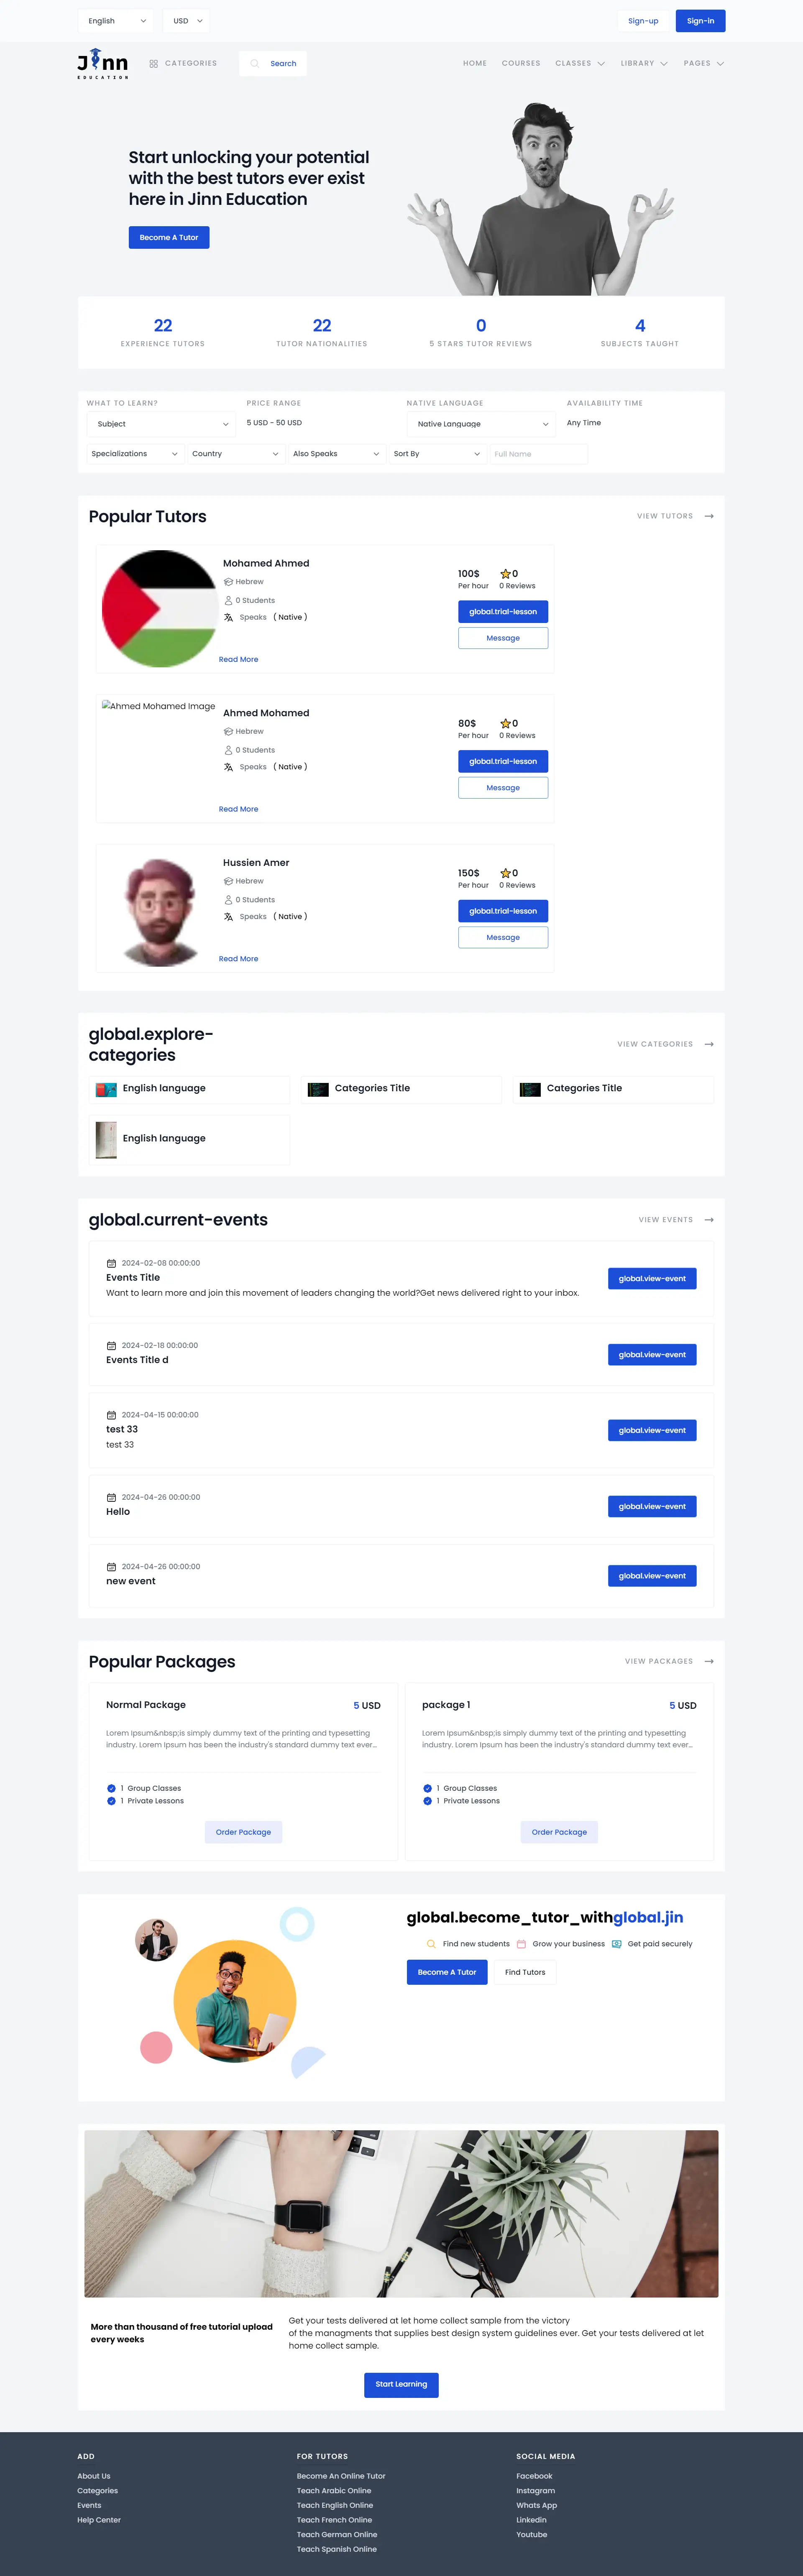 English
USD
Sign-up
Sign-in
Jinn
EDUCATION
CATEGORIES
Search
HOME
COURSES
CLASSES
LIBRARY
PAGES
Start unlocking your potential
with the best tutors ever exist
here in Jinn Education
Become A Tutor
22
EXPERIENCE TUTORS
22
TUTOR NATIONALITIES
0
5 STARS TUTOR REVIEWS
4
SUBJECTS TAUGHT
WHAT TO LEARN?
Subject
PRICE RANGE
5 USD - 50 USD
NATIVE LANGUAGE
Native Language
AVAILABILITY TIME
Any Time
Specializations
Country
Also Speaks
Sort By
Full Name
Popular Tutors
VIEW TUTORS
Mohamed Ahmed
Hebrew
0 Students
Speaks ( Native )
Read More
100$
Per hour
0
0 Reviews
global.trial-lesson
Message
Ahmed Mohamed Image
Ahmed Mohamed
Hebrew
0 Students
Speaks ( Native )
Read More
80$
Per hour
0
0 Reviews
global.trial-lesson
Message
Hussien Amer
Hebrew
0 Students
Speaks ( Native )
Read More
150$
Per hour
0
0 Reviews
global.trial-lesson
Message
global.explore-
categories
VIEW CATEGORIES
English language
Categories Title
Categories Title
English language
global.current-events
VIEW EVENTS
2024-02-08 00:00:00
Events Title
Want to learn more and join this movement of leaders changing the world?Get news delivered right to your inbox.
global.view-event
2024-02-18 00:00:00
Events Title d
global.view-event
2024-04-15 00:00:00
test 33
test 33
global.view-event
2024-04-26 00:00:00
Hello
global.view-event
2024-04-26 00:00:00
new event
global.view-event
Popular Packages
VIEW PACKAGES
Normal Package
5 USD
Lorem Ipsum&nbsp;is simply dummy text of the printing and typesetting
industry. Lorem Ipsum has been the industry's standard dummy text ever...
1 Group Classes
1 Private Lessons
Order Package
package 1
5 USD
Lorem Ipsum&nbsp;is simply dummy text of the printing and typesetting
industry. Lorem Ipsum has been the industry's standard dummy text ever...
1 Group Classes
1 Private Lessons
Order Package
global.become_tutor_withglobal.jin
Find new students
Grow your business
Get paid securely
Become A Tutor
Find Tutors
More than thousand of free tutorial upload
every weeks
Get your tests delivered at let home collect sample from the victory
of the managments that supplies best design system guidelines ever. Get your tests delivered at let
home collect sample.
Start Learning
ADD
About Us
Categories
Events
Help Center
FOR TUTORS
Become An Online Tutor
Teach Arabic Online
Teach English Online
Teach French Online
Teach German Online
Teach Spanish Online
SOCIAL MEDIA
Facebook
Instagram
Whats App
Linkedin
Youtube